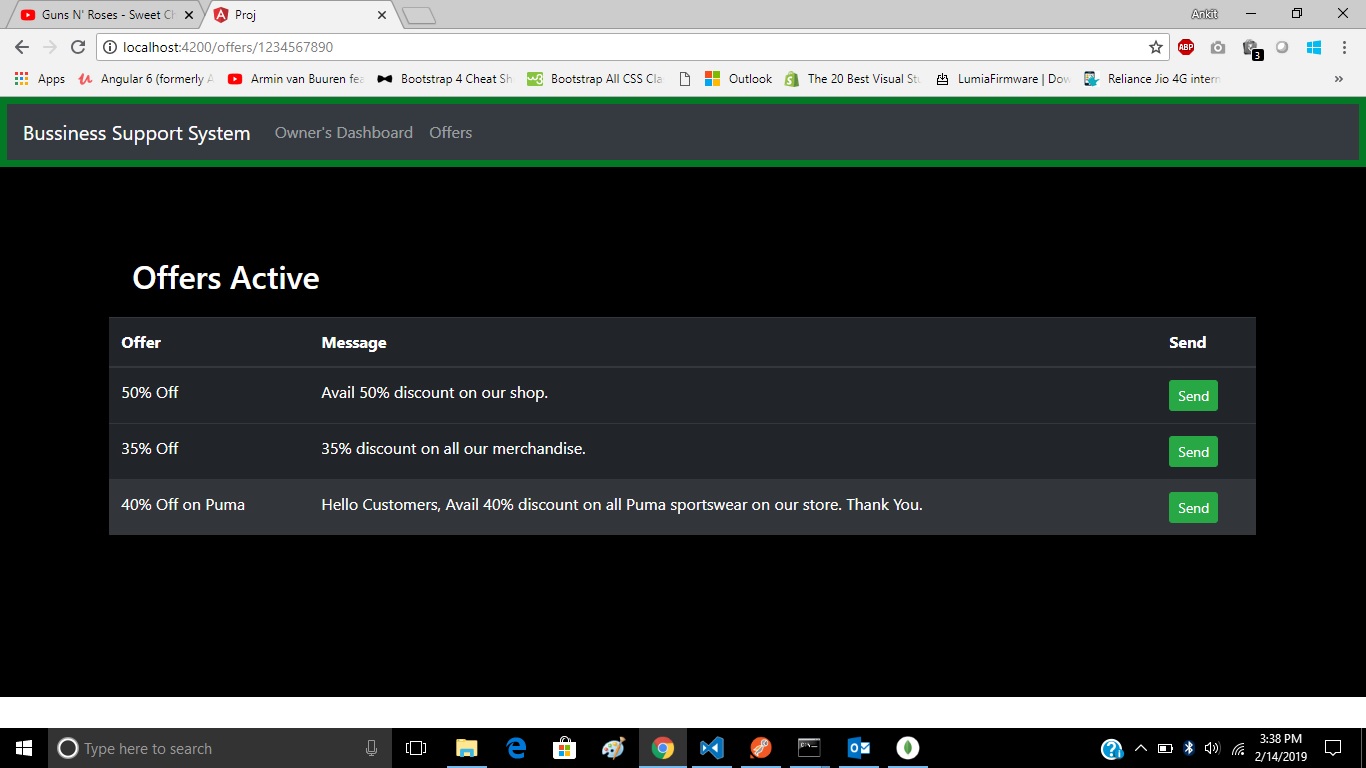 Guns N' Roses - Sweet Ch
Proj
Ankit
localhost:4200/offers/1234567890
ABP
3
Apps
Angular 6 (formerly A
Armin van Buuren fea
Bootstrap 4 Cheat Sh
Bootstrap All CSS Cla
Outlook
The 20 Best Visual Stu
LumiaFirmware | Dow
Reliance Jio 4G intern
»
Bussiness Support System
Owner's Dashboard
Offers
Offers Active
Offer Message Send
50% Off Avail 50% discount on our shop. Send
35% Off 35% discount on all our merchandise. Send
40% Off on Puma Hello Customers, Avail 40% discount on all Puma sportswear on our store. Thank You. Send
Type here to search
3:38 PM
2/14/2019